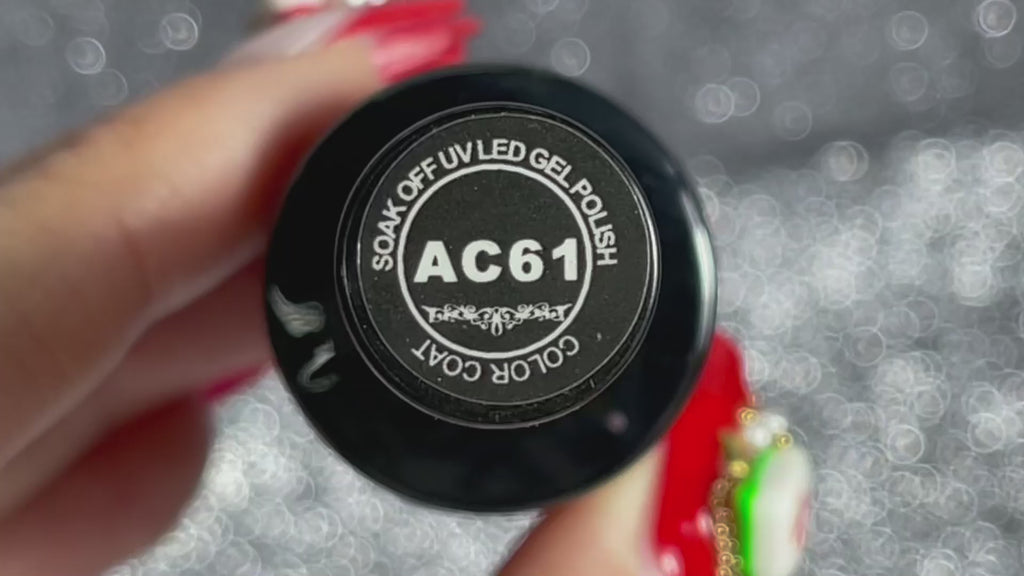 SOAK OFF UV LED GEL POLISH
AC61
COLOR COAT